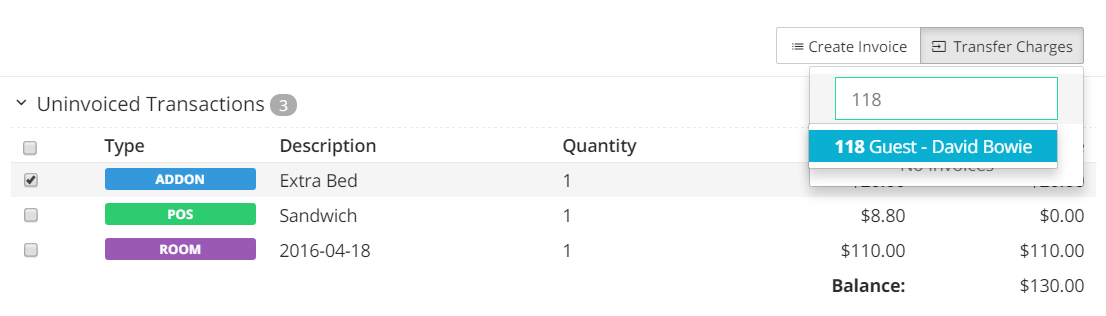 Create Invoice Transfer Charges
118
Uninvoiced Transactions 3
118 Guest - David Bowie
Type Description Quantity
No Invoices
ADDON Extra Bed 1
POS Sandwich 1 $8.80 $0.00
ROOM 2016-04-18 1 $110.00 $110.00
Balance: $130.00